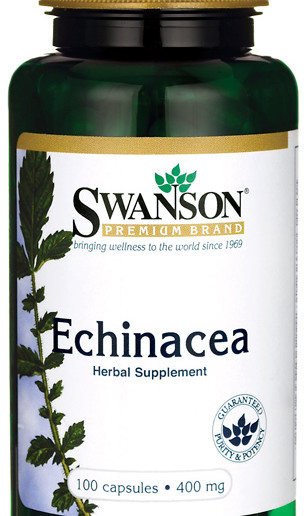 SWANSON®
PREMIUM BRAND
bringing wellness to the world since 1969
Echinacea
Herbal Supplement
GUARANTEED
PURITY & POTENCY
100 capsules • 400 mg